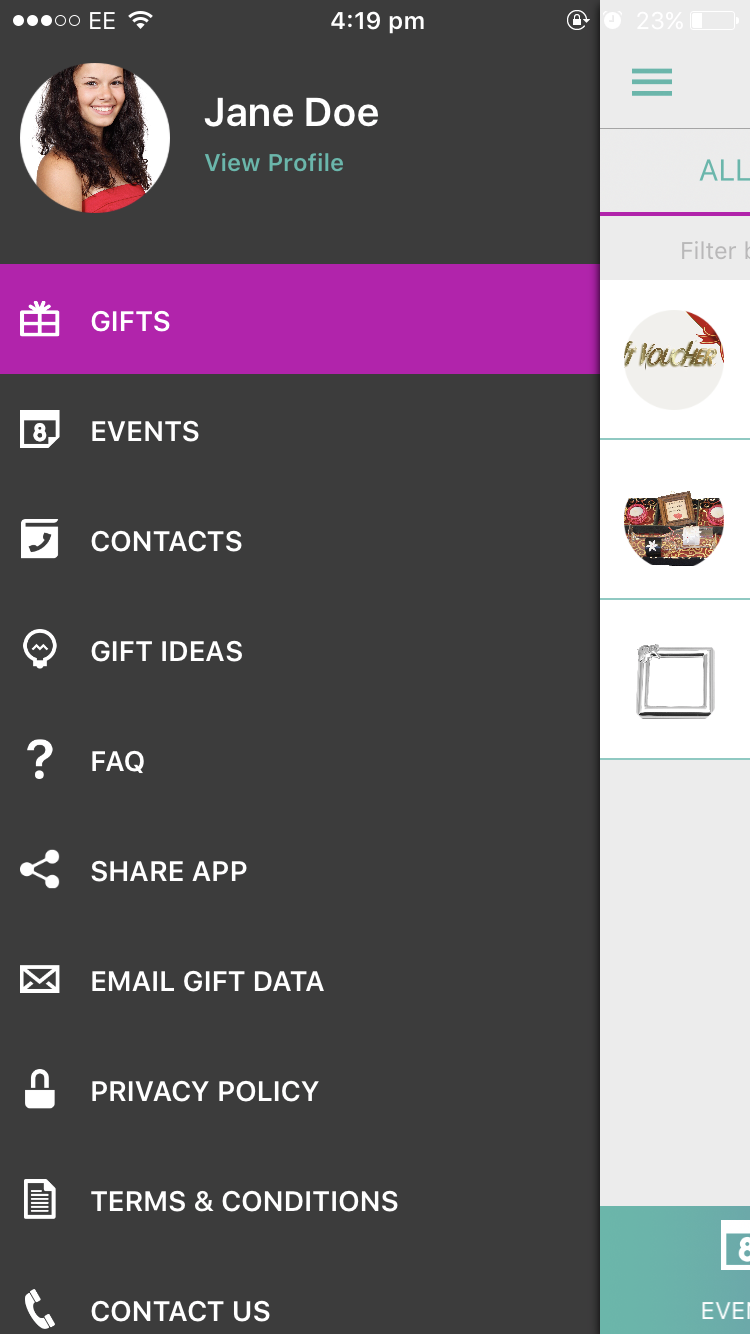 EE 4:19 pm 23%
Jane Doe
View Profile
ALL
Filter b
GIFTS
VOUCHER
8 EVENTS
CONTACTS
GIFT IDEAS
? FAQ
SHARE APP
EMAIL GIFT DATA
PRIVACY POLICY
TERMS & CONDITIONS
CONTACT US
8
EVEN